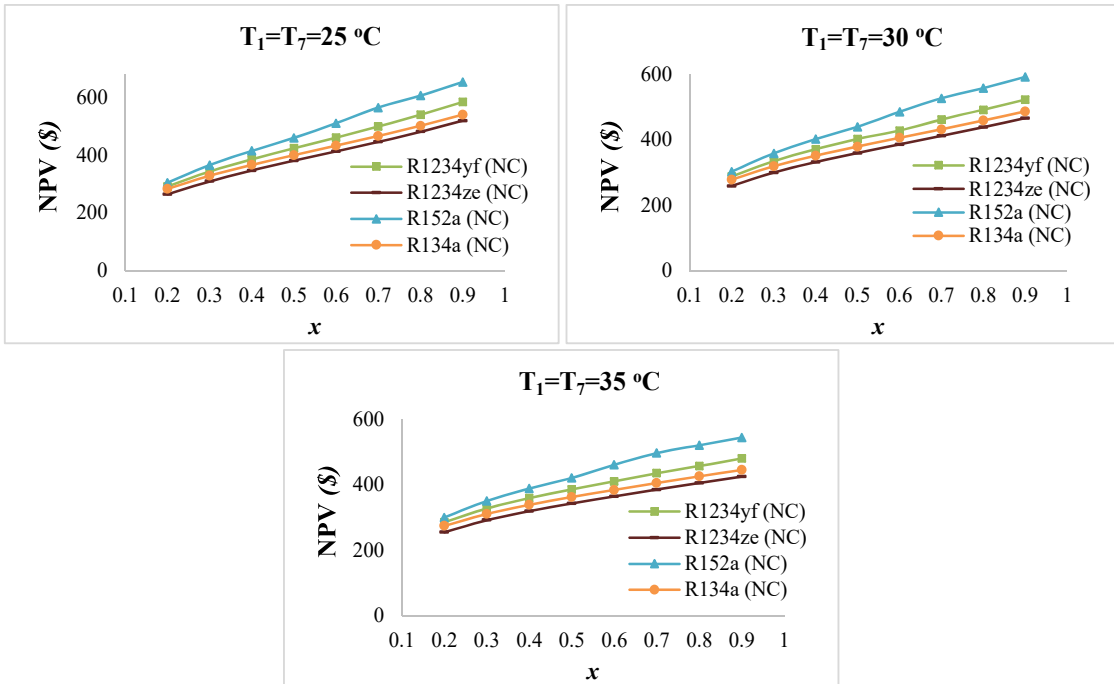 T₁=T₇=25 °C
NPV ($)
600
400
200
0
0.1 0.2 0.3 0.4 0.5 0.6 0.7 0.8 0.9 1
x
R1234yf (NC)
R1234ze (NC)
R152a (NC)
R134a (NC)
T₁=T₇=30 °C
NPV ($)
600
400
200
0
0.1 0.2 0.3 0.4 0.5 0.6 0.7 0.8 0.9 1
x
R1234yf (NC)
R1234ze (NC)
R152a (NC)
R134a (NC)
T₁=T₇=35 °C
NPV ($)
600
400
200
0
0.1 0.2 0.3 0.4 0.5 0.6 0.7 0.8 0.9 1
x
R1234yf (NC)
R1234ze (NC)
R152a (NC)
R134a (NC)